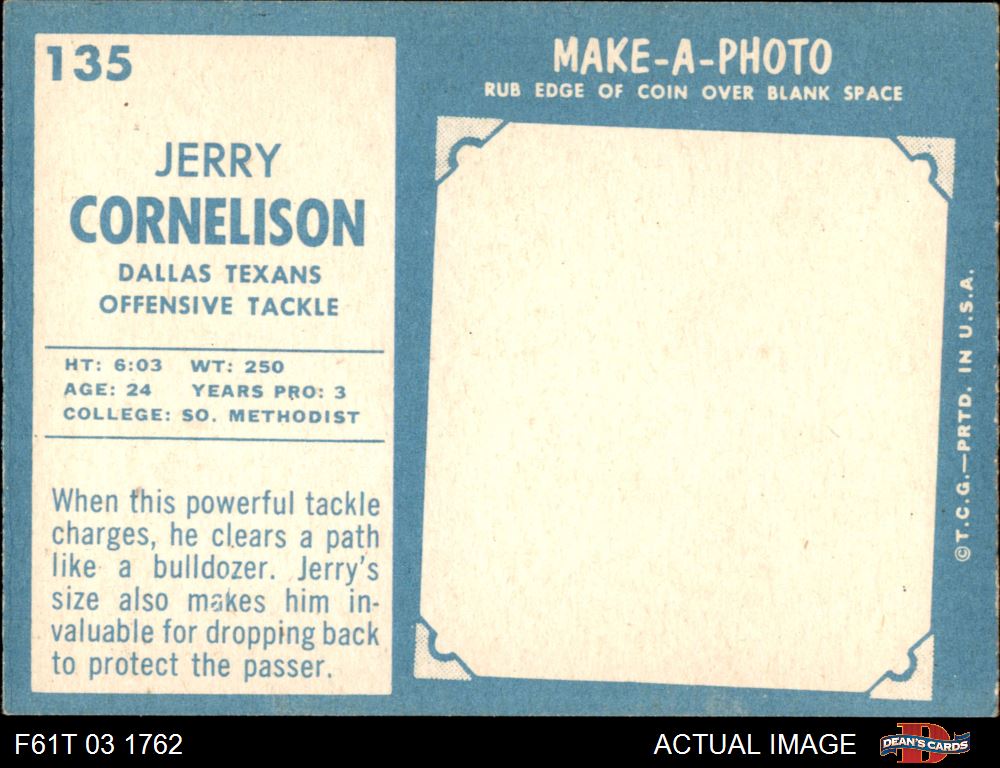 135
JERRY
CORNELISON
DALLAS TEXANS
OFFENSIVE TACKLE
HT: 6:03 WT: 250
AGE: 24 YEARS PRO: 3
COLLEGE: SO. METHODIST
When this powerful tackle
charges, he clears a path
like a bulldozer. Jerry's
size also makes him in-
valuable for dropping back
to protect the passer.
MAKE-A-PHOTO
RUB EDGE OF COIN OVER BLANK SPACE
©T.C.G.—PRTD. IN U.S.A.
F61T 03 1762
ACTUAL IMAGE
DEAN'S CARDS